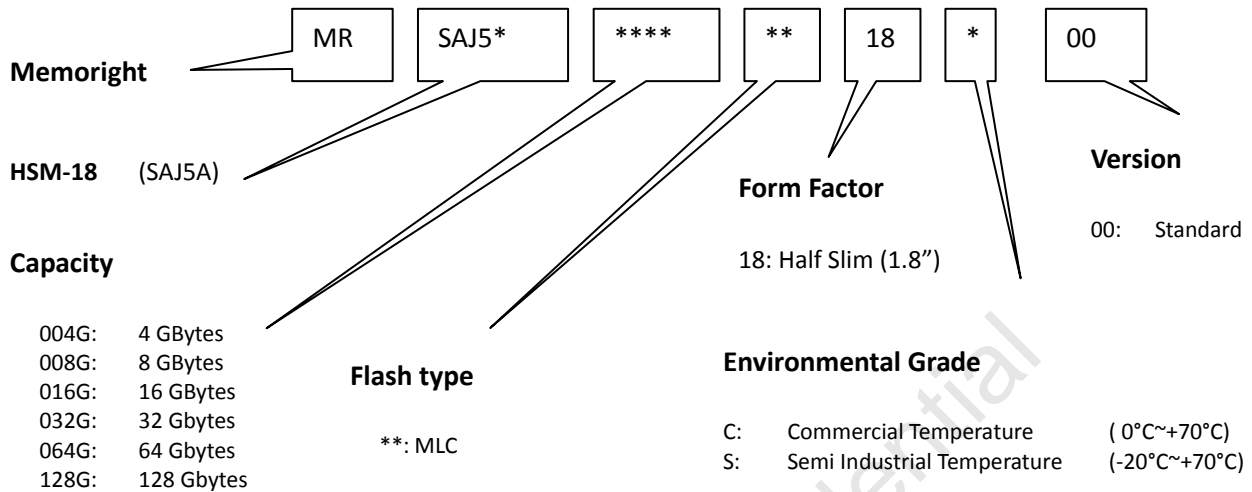 MR SAJ5* **** ** 18 * 00
Memoright
HSM-18 (SAJ5A)
Version
00: Standard
Form Factor
18: Half Slim (1.8”)
Capacity
004G: 4 GBytes
008G: 8 GBytes
016G: 16 GBytes
032G: 32 Gbytes
064G: 64 Gbytes
128G: 128 Gbytes
Flash type
**: MLC
Environmental Grade
C: Commercial Temperature ( 0°C~+70°C)
S: Semi Industrial Temperature (-20°C~+70°C)